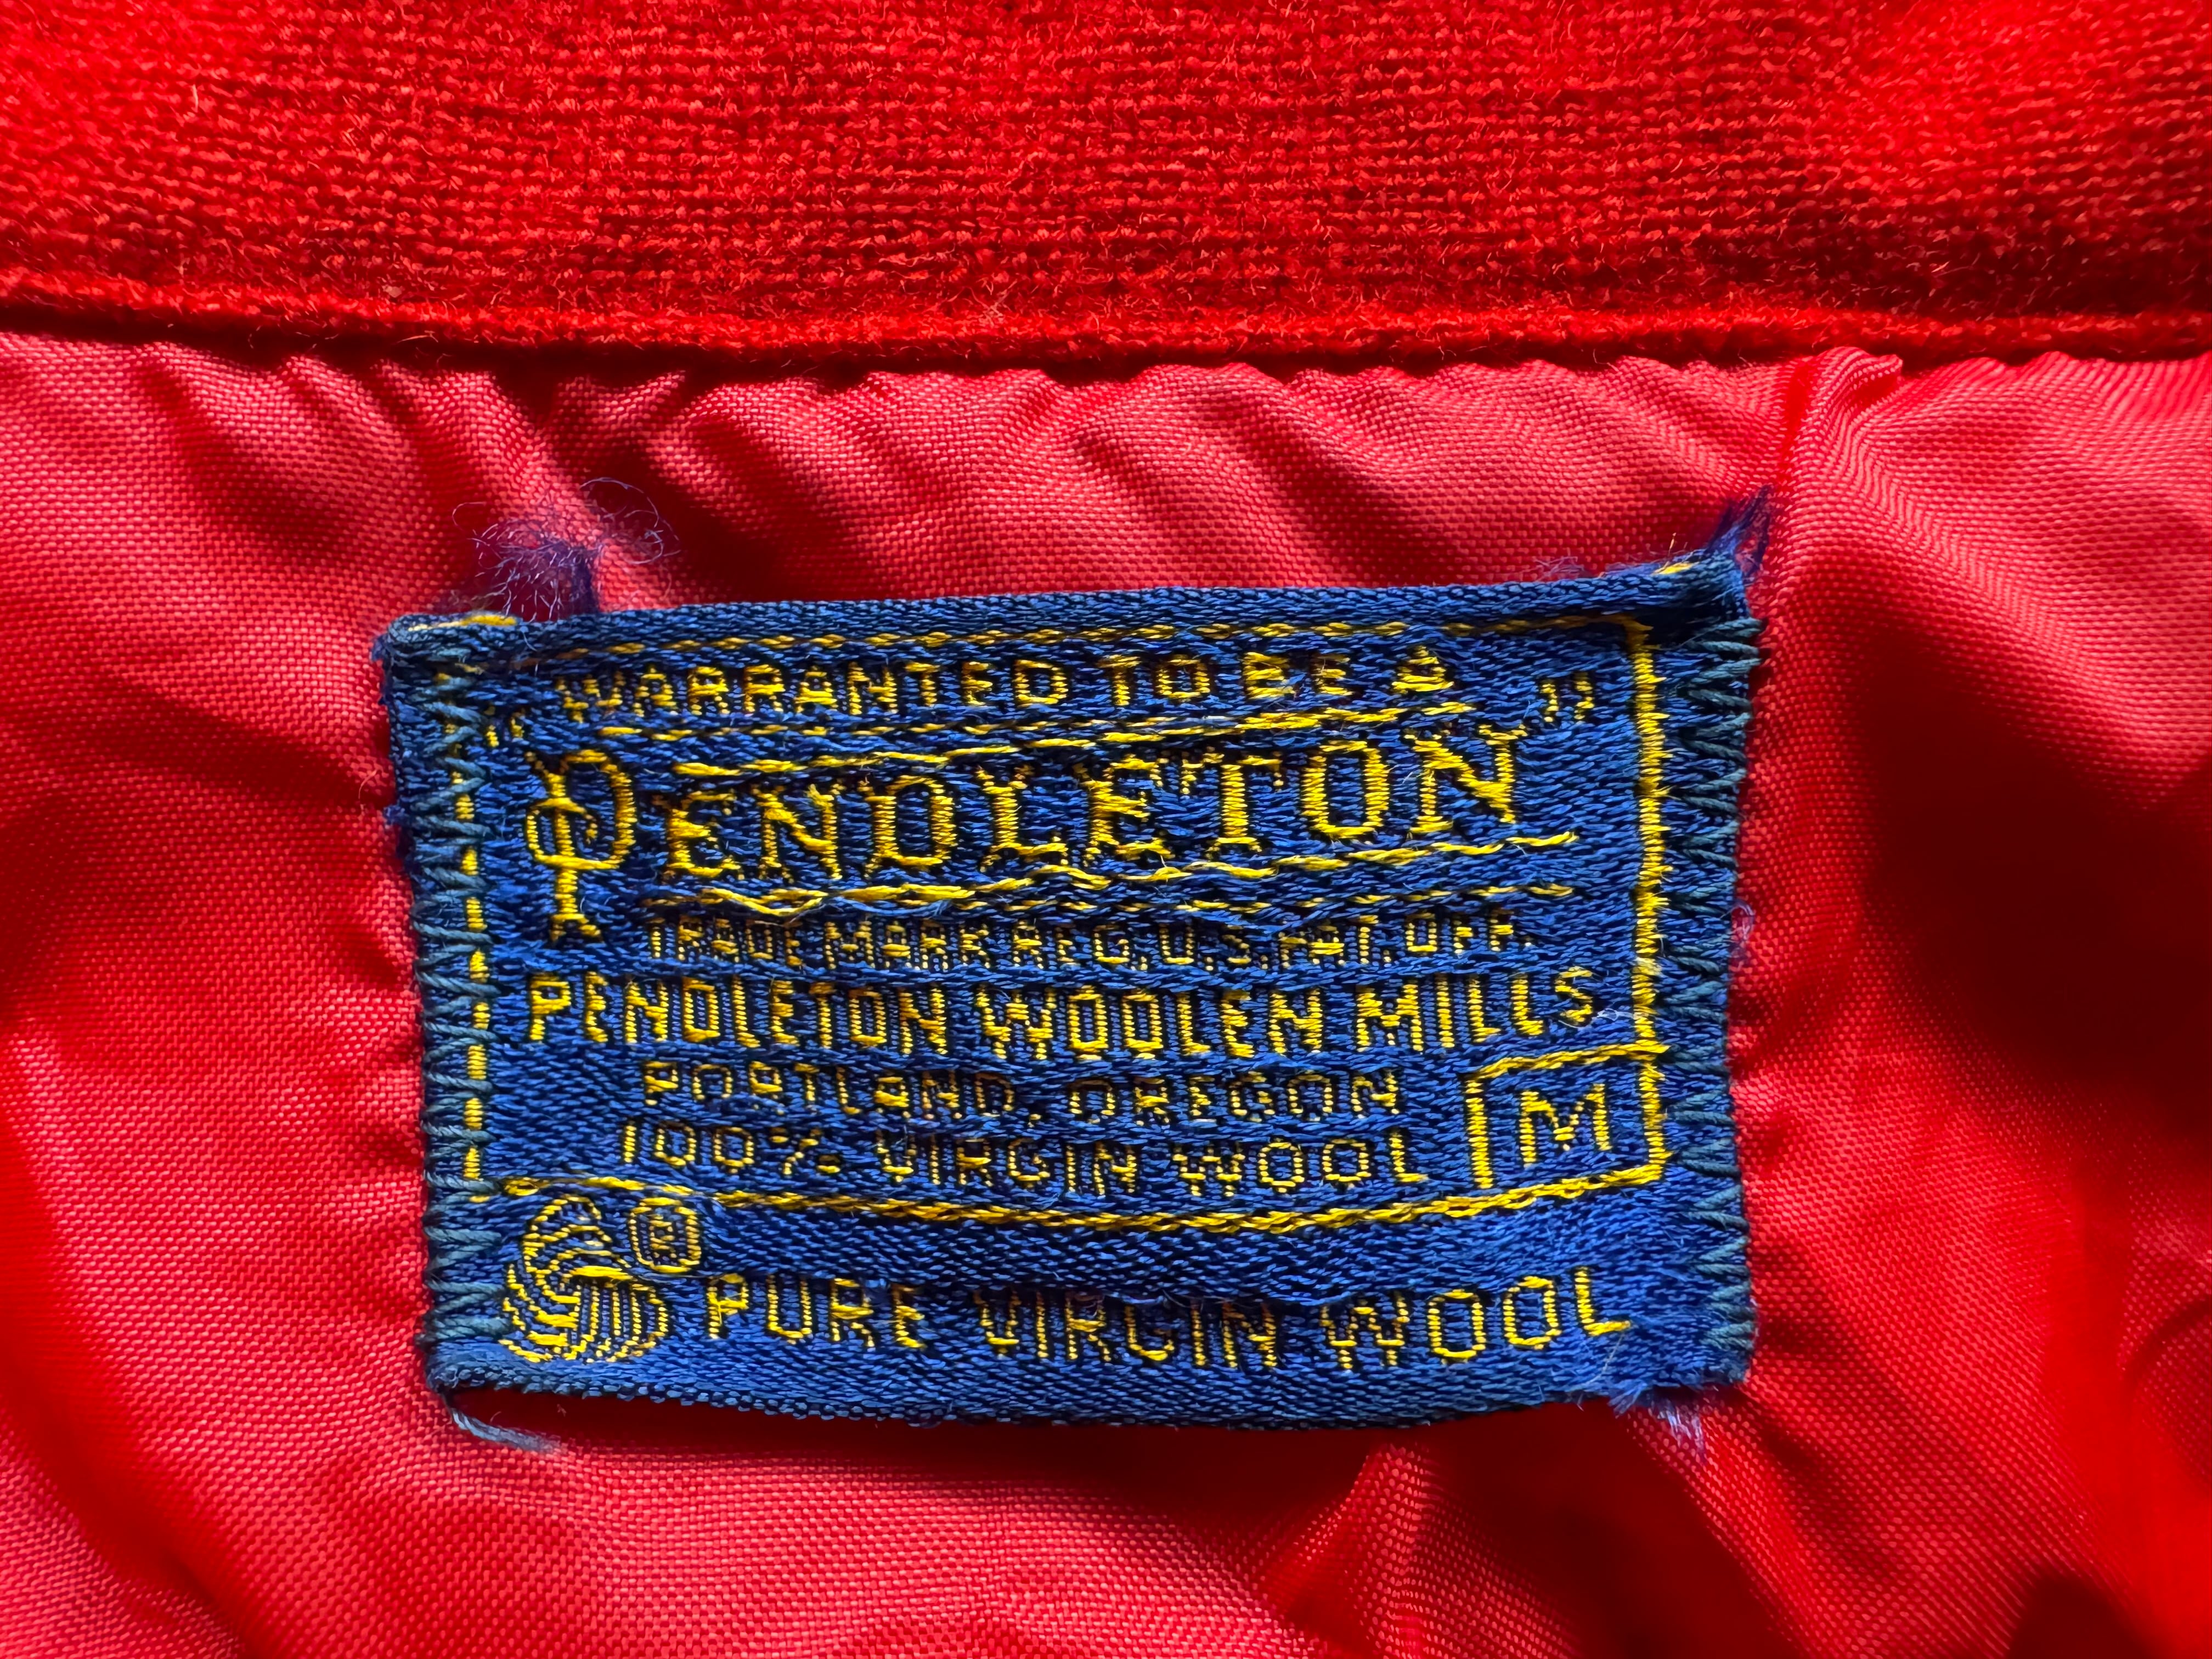 WARRANTED TO BE A
"PENDLETON"
TRADE MARK REG. U.S. PAT. OFF.
PENDLETON WOOLEN MILLS
PORTLAND, OREGON
100% VIRGIN WOOL
M
®
PURE VIRGIN WOOL